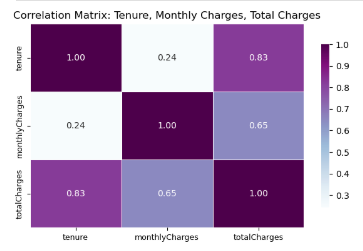 Correlation Matrix: Tenure, Monthly Charges, Total Charges
tenure
1.00
0.24
0.83
monthlyCharges
0.24
1.00
0.65
totalCharges
0.83
0.65
1.00
tenure
monthlyCharges
totalCharges
1.0
0.9
0.8
0.7
0.6
0.5
0.4
0.3